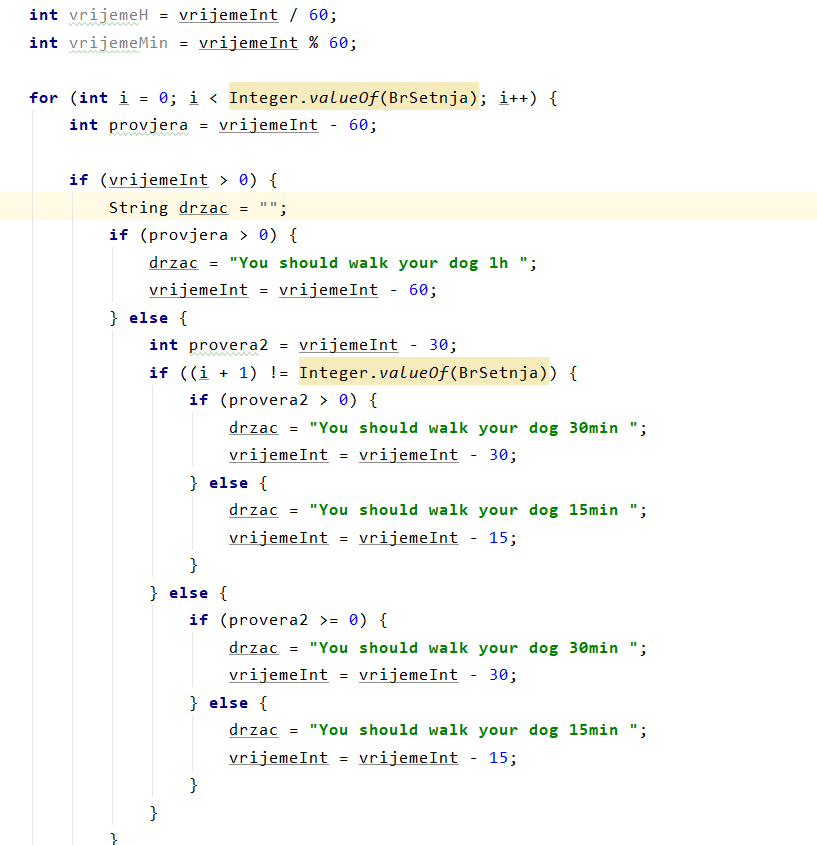 int vrijemeH = vrijemeInt / 60;
int vrijemeMin = vrijemeInt % 60;
for (int i = 0; i < Integer.valueOf(BrSetnja); i++) {
int provjera = vrijemeInt - 60;
if (vrijemeInt > 0) {
String drzac = "";
if (provjera > 0) {
drzac = "You should walk your dog 1h ";
vrijemeInt = vrijemeInt - 60;
} else {
int provera2 = vrijemeInt - 30;
if ((i + 1) != Integer.valueOf(BrSetnja)) {
if (provera2 > 0) {
drzac = "You should walk your dog 30min ";
vrijemeInt = vrijemeInt - 30;
} else {
drzac = "You should walk your dog 15min ";
vrijemeInt = vrijemeInt - 15;
}
} else {
if (provera2 >= 0) {
drzac = "You should walk your dog 30min ";
vrijemeInt = vrijemeInt - 30;
} else {
drzac = "You should walk your dog 15min ";
vrijemeInt = vrijemeInt - 15;
}
}
}